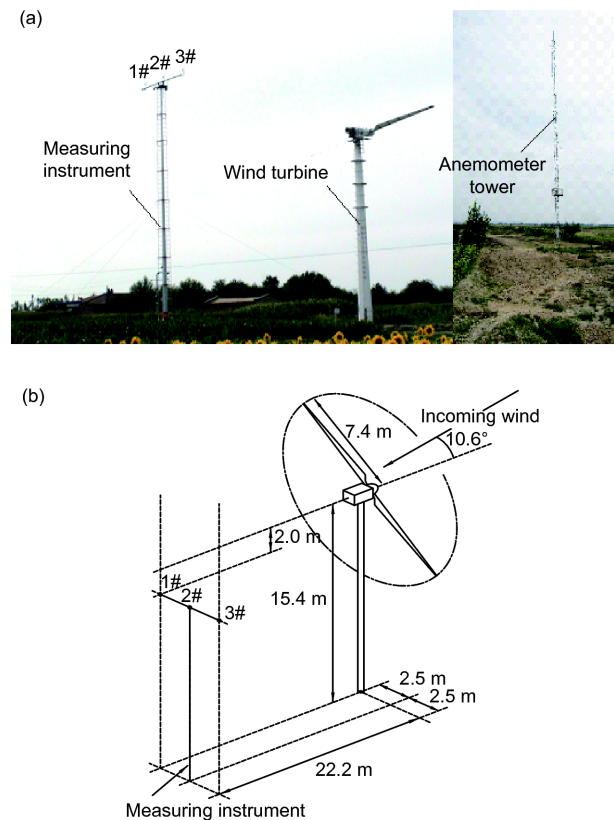 (a)
1# 2# 3#
Measuring
instrument
Wind turbine
Anemometer
tower
(b)
Incoming wind
7.4 m
10.6°
2.0 m
1#
2#
3#
15.4 m
2.5 m
2.5 m
22.2 m
Measuring instrument